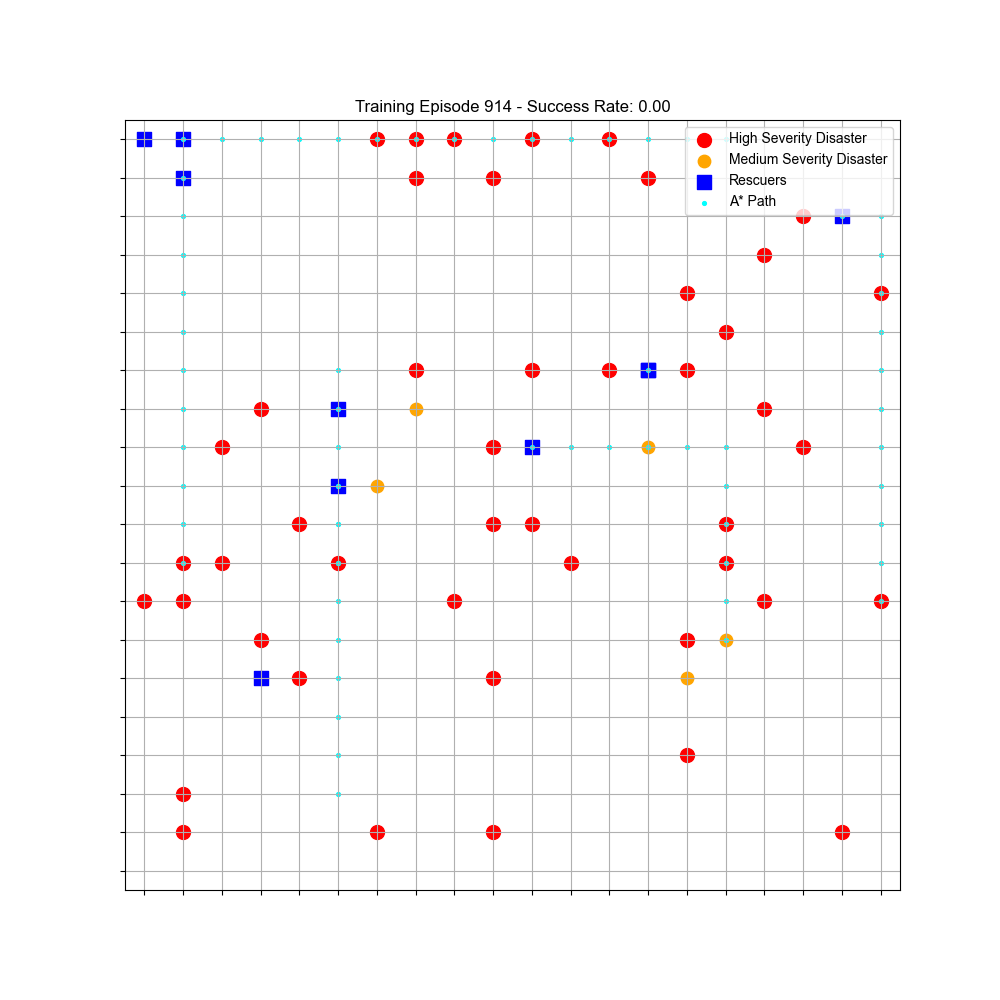 Training Episode 914 - Success Rate: 0.00
High Severity Disaster
Medium Severity Disaster
Rescuers
A* Path